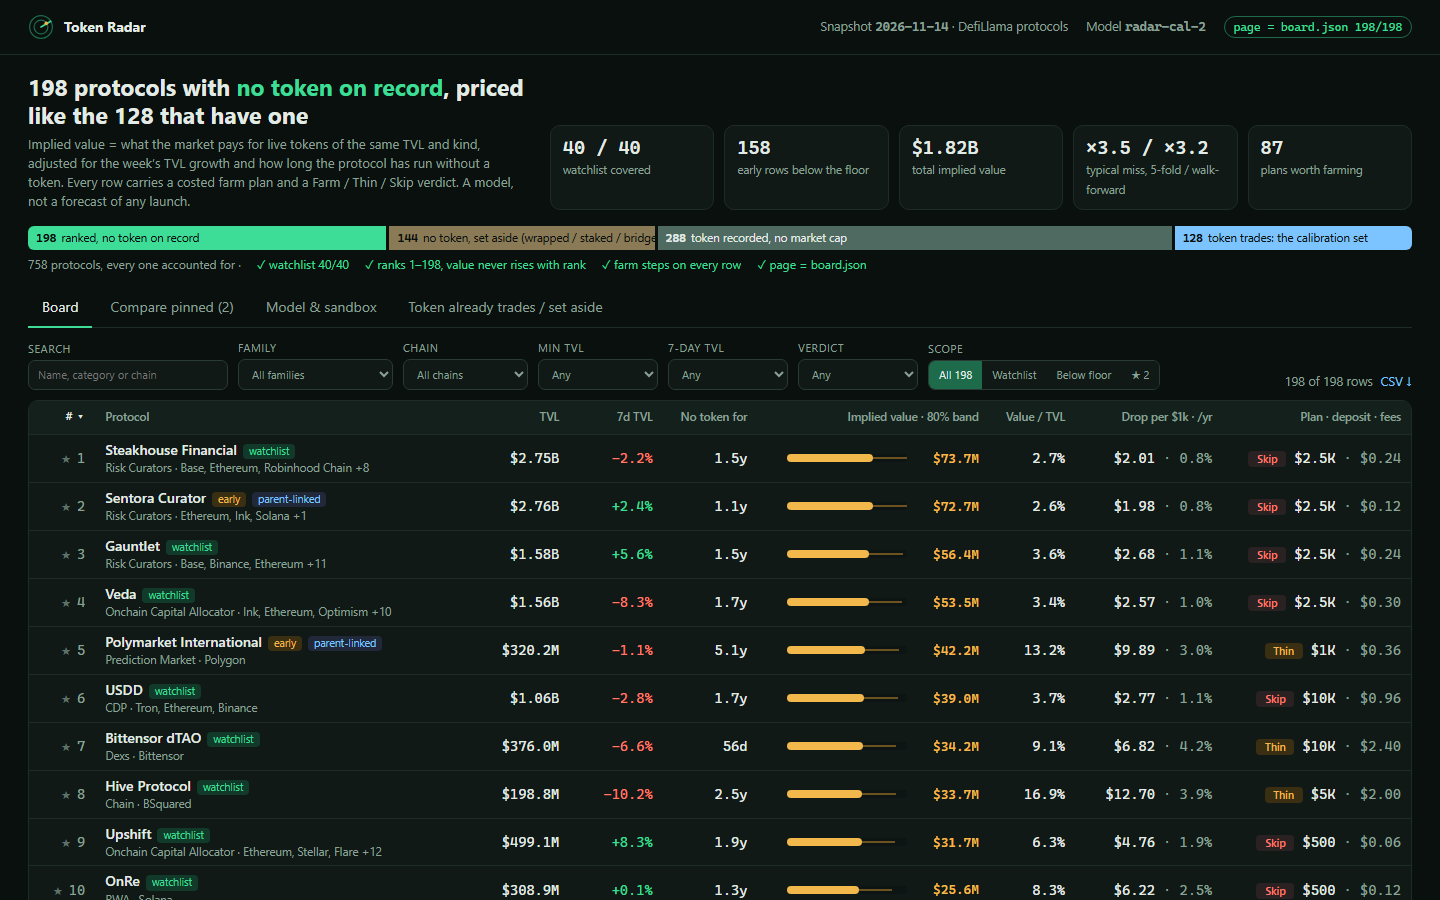 Token Radar
Snapshot 2026-11-14 · DefiLlama protocols Model radar-cal-2 page = board.json 198/198
198 protocols with no token on record, priced
like the 128 that have one
Implied value = what the market pays for live tokens of the same TVL and kind,
adjusted for the week's TVL growth and how long the protocol has run without a
token. Every row carries a costed farm plan and a Farm / Thin / Skip verdict. A model,
not a forecast of any launch.
40 / 40
watchlist covered
158
early rows below the floor
$1.82B
total implied value
×3.5 / ×3.2
typical miss, 5-fold / walk-
forward
87
plans worth farming
198 ranked, no token on record
144 no token, set aside (wrapped / staked / bridge
288 token recorded, no market cap
128 token trades: the calibration set
758 protocols, every one accounted for · ✓ watchlist 40/40 ✓ ranks 1–198, value never rises with rank ✓ farm steps on every row ✓ page = board.json
Board Compare pinned (2) Model & sandbox Token already trades / set aside
SEARCH FAMILY CHAIN MIN TVL 7-DAY TVL VERDICT SCOPE
Name, category or chain All families All chains Any Any Any All 198 Watchlist Below floor ★ 2 198 of 198 rows CSV ↓
# ▾ Protocol TVL 7d TVL No token for Implied value · 80% band Value / TVL Drop per $1k · /yr Plan · deposit · fees
★ 1 Steakhouse Financial watchlist $2.75B −2.2% 1.5y $73.7M 2.7% $2.01 · 0.8% Skip $2.5K · $0.24
Risk Curators · Base, Ethereum, Robinhood Chain +8
★ 2 Sentora Curator early parent-linked $2.76B +2.4% 1.1y $72.7M 2.6% $1.98 · 0.8% Skip $2.5K · $0.12
Risk Curators · Ethereum, Ink, Solana +1
★ 3 Gauntlet watchlist $1.58B +5.6% 1.5y $56.4M 3.6% $2.68 · 1.1% Skip $2.5K · $0.24
Risk Curators · Base, Binance, Ethereum +11
★ 4 Veda watchlist $1.56B −8.3% 1.7y $53.5M 3.4% $2.57 · 1.0% Skip $2.5K · $0.30
Onchain Capital Allocator · Ink, Ethereum, Optimism +10
★ 5 Polymarket International early parent-linked $320.2M −1.1% 5.1y $42.2M 13.2% $9.89 · 3.0% Thin $1K · $0.36
Prediction Market · Polygon
★ 6 USDD watchlist $1.06B −2.8% 1.7y $39.0M 3.7% $2.77 · 1.1% Skip $10K · $0.96
CDP · Tron, Ethereum, Binance
★ 7 Bittensor dTAO watchlist $376.0M −6.6% 56d $34.2M 9.1% $6.82 · 4.2% Thin $10K · $2.40
Dexs · Bittensor
★ 8 Hive Protocol watchlist $198.8M −10.2% 2.5y $33.7M 16.9% $12.70 · 3.9% Thin $5K · $2.00
Chain · BSquared
★ 9 Upshift watchlist $499.1M +8.3% 1.9y $31.7M 6.3% $4.76 · 1.9% Skip $500 · $0.06
Onchain Capital Allocator · Ethereum, Stellar, Flare +12
★ 10 OnRe watchlist $308.9M +0.1% 1.3y $25.6M 8.3% $6.22 · 2.5% Skip $500 · $0.12
RWA · Solana